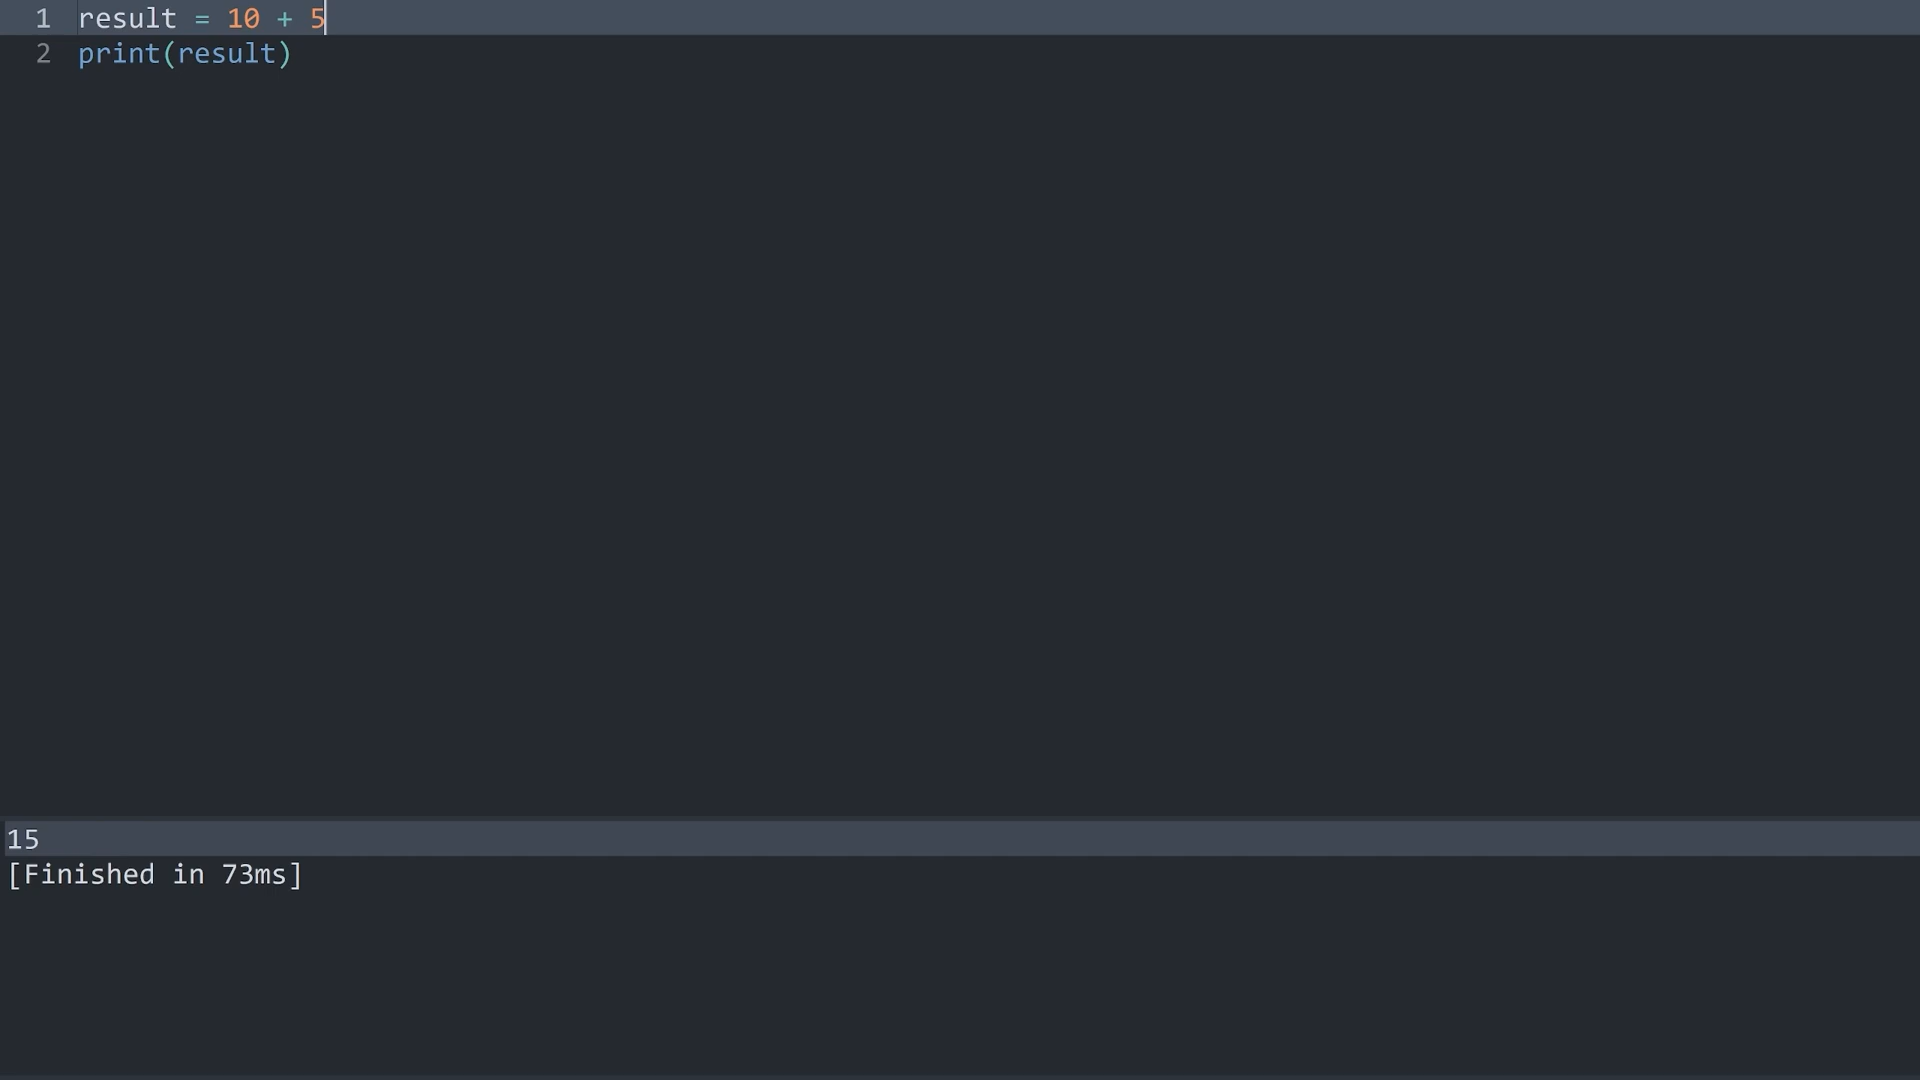 1 result = 10 + 5
2 print(result)
15
[Finished in 73ms]